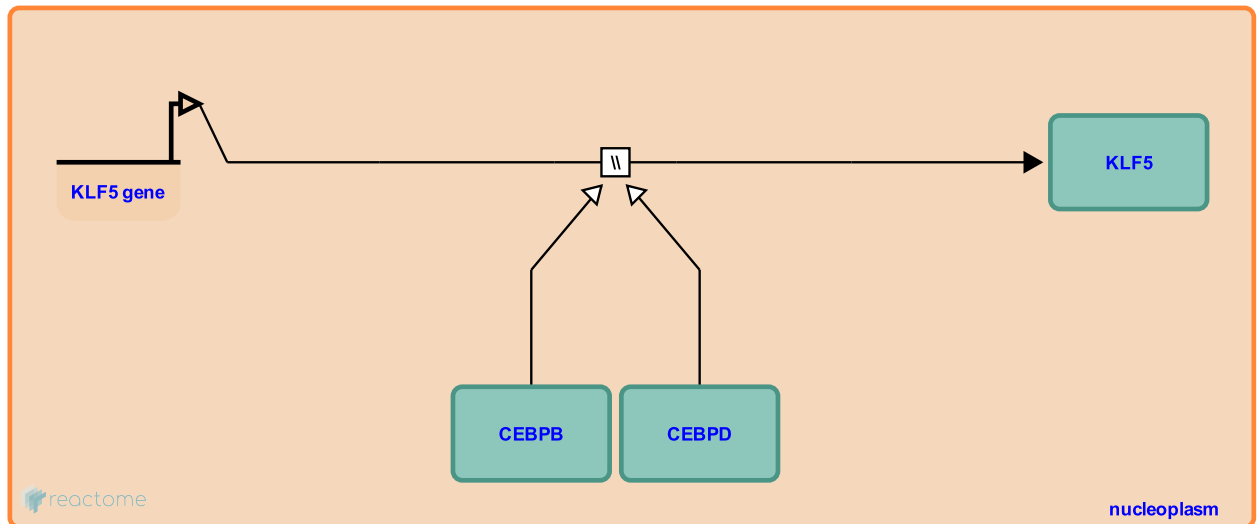 KLF5 gene
\\
KLF5
CEBPB
CEBPD
reactome
nucleoplasm